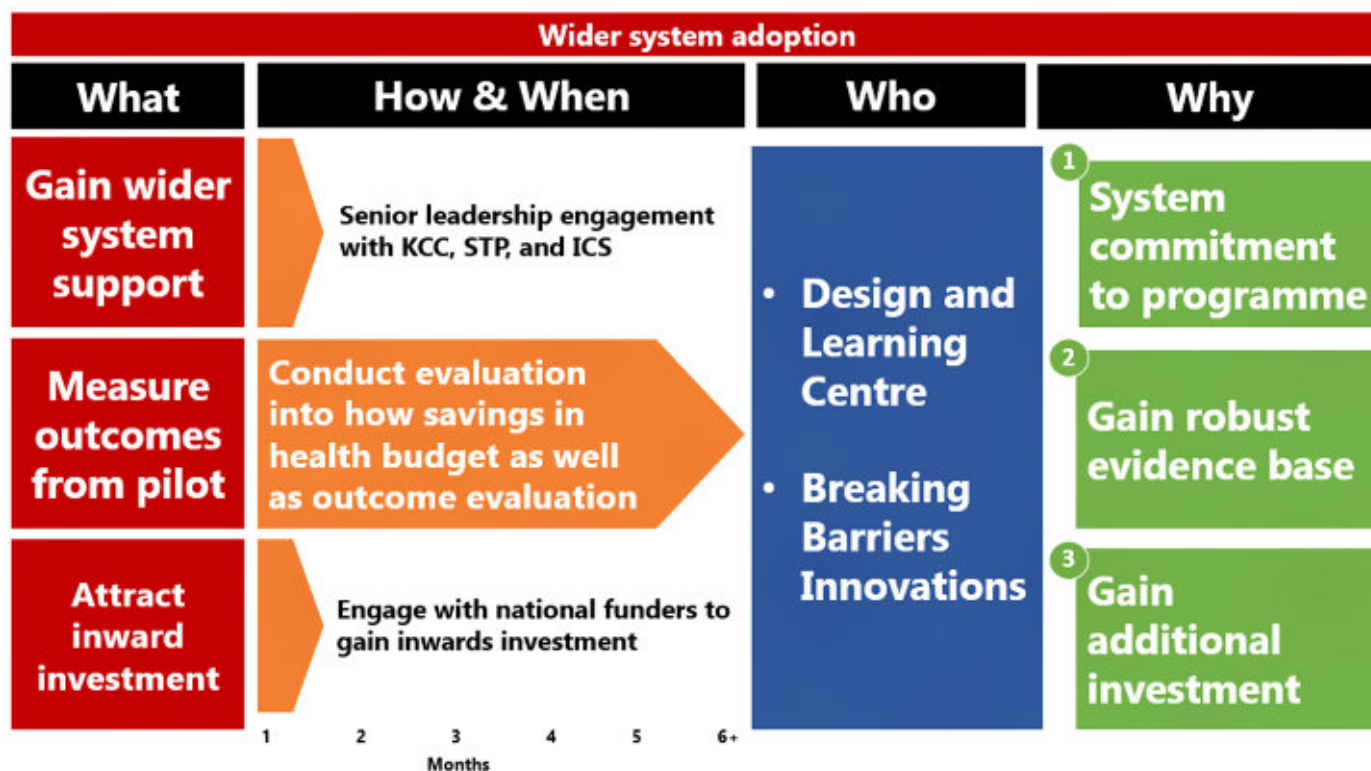 Wider system adoption
What
How & When
Who
Why
Gain wider
system
support
Senior leadership engagement
with KCC, STP, and ICS
Measure
outcomes
from pilot
Conduct evaluation
into how savings in
health budget as well
as outcome evaluation
Attract
inward
investment
Engage with national funders to
gain inwards investment
1 2 3 4 5 6+
Months
• Design and
Learning
Centre
• Breaking
Barriers
Innovations
1
System
commitment
to programme
2
Gain robust
evidence base
3
Gain
additional
investment